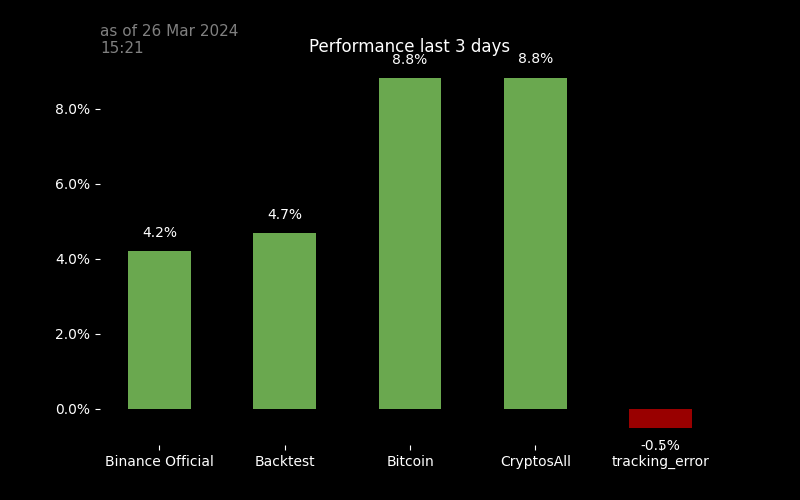 as of 26 Mar 2024
15:21
Performance last 3 days
8.8%
8.8%
8.0%
6.0%
4.7%
4.2%
4.0%
2.0%
0.0%
-0.5%
Binance Official
Backtest
Bitcoin
CryptosAll
tracking_error